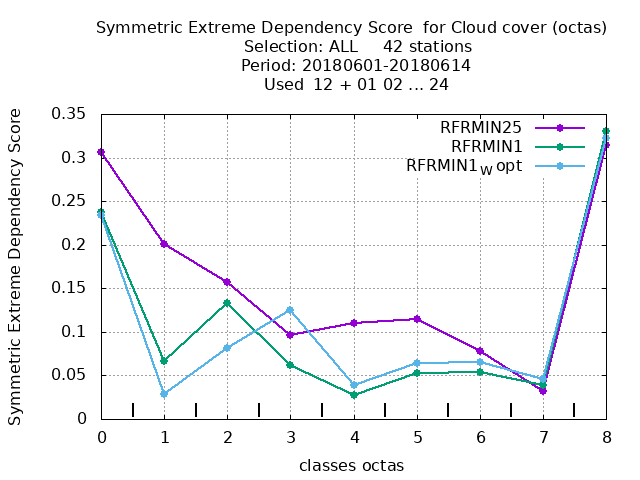 Symmetric Extreme Dependency Score  for Cloud cover (octas)
Selection: ALL     42 stations
Period: 20180601-20180614
Used  12 + 01 02 ... 24
Symmetric Extreme Dependency Score
0.35
0.3
0.25
0.2
0.15
0.1
0.05
0
RFRMIN25
RFRMIN1
RFRMIN1W opt
0 1 2 3 4 5 6 7 8
classes octas